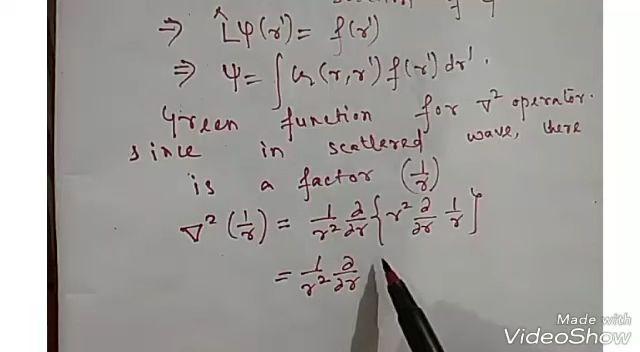 ⇒ L̂ψ(r') = f(r')
⇒ ψ = ∫ G(r, r') f(r') dr'.
Green function for ∇² operator.
since in scattered wave, there
is a factor (1/r)
∇² (1/r) = 1/r² ∂/∂r { r² ∂/∂r 1/r }
= 1/r² ∂/∂r
Made with
VideoShow